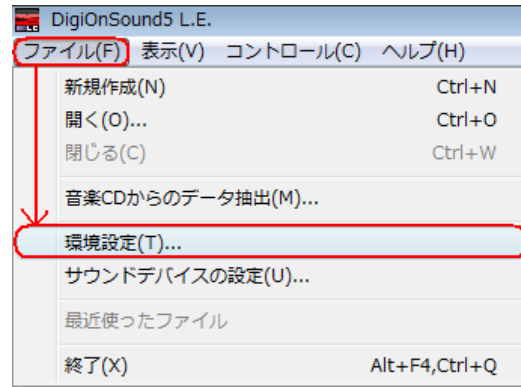 DigiOnSound5 L.E.
ファイル(F) 表示(V) コントロール(C) ヘルプ(H)
新規作成(N) Ctrl+N
開く(O)... Ctrl+O
閉じる(C) Ctrl+W
音楽CDからのデータ抽出(M)...
環境設定(T)...
サウンドデバイスの設定(U)...
最近使ったファイル
終了(X) Alt+F4,Ctrl+Q